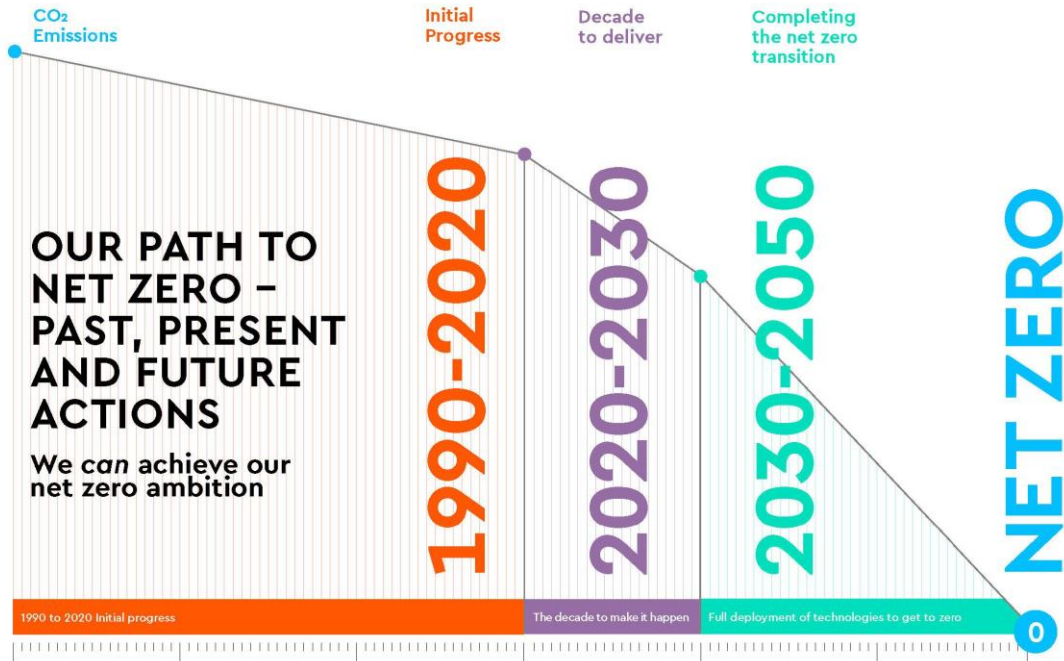 CO₂
Emissions
Initial
Progress
Decade
to deliver
Completing
the net zero
transition
OUR PATH TO
NET ZERO –
PAST, PRESENT
AND FUTURE
ACTIONS
We can achieve our
net zero ambition
1990-2020
2020-2030
2030-2050
NET ZERO
1990 to 2020 Initial progress
The decade to make it happen
Full deployment of technologies to get to zero
0